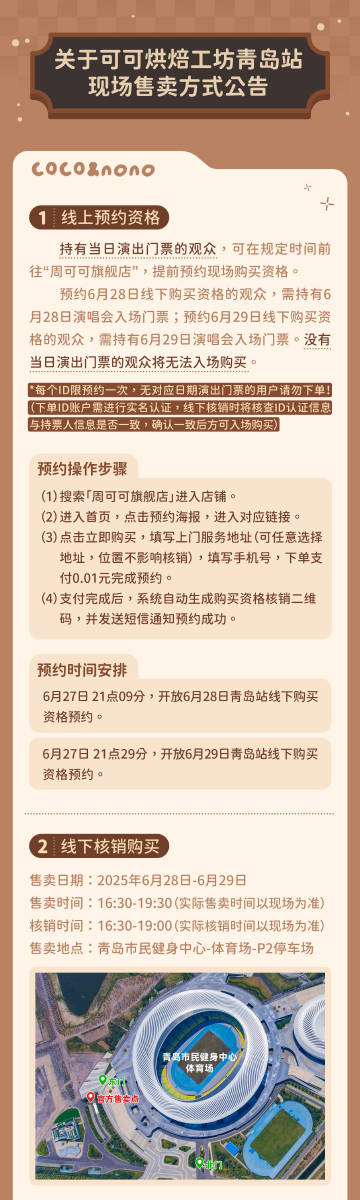 关于可可烘焙工坊青岛站
现场售卖方式公告
COCO&nono
1 线上预约资格
持有当日演出门票的观众，可在规定时间前
往“周可可旗舰店”，提前预约现场购买资格。
预约6月28日线下购买资格的观众，需持有6
月28日演唱会入场门票；预约6月29日线下购买资
格的观众，需持有6月29日演唱会入场门票。没有
当日演出门票的观众将无法入场购买。
*每个ID限预约一次，无对应日期演出门票的用户请勿下单！
（下单ID账户需进行实名认证，线下核销时将核查ID认证信息
与持票人信息是否一致，确认一致后方可入场购买）
预约操作步骤
（1）搜索「周可可旗舰店」进入店铺。
（2）进入首页，点击预约海报，进入对应链接。
（3）点击立即购买，填写上门服务地址（可任意选择
地址，位置不影响核销），填写手机号，下单支
付0.01元完成预约。
（4）支付完成后，系统自动生成购买资格核销二维
码，并发送短信通知预约成功。
预约时间安排
6月27日 21点09分，开放6月28日青岛站线下购买
资格预约。
6月27日 21点29分，开放6月29日青岛站线下购买
资格预约。
2 线下核销购买
售卖日期：2025年6月28日-6月29日
售卖时间：16:30-19:30（实际售卖时间以现场为准）
核销时间：16:30-19:00（实际核销时间以现场为准）
售卖地点：青岛市民健身中心-体育场-P2停车场
青岛市民健身中心
体育场
东门
官方售卖点
北门